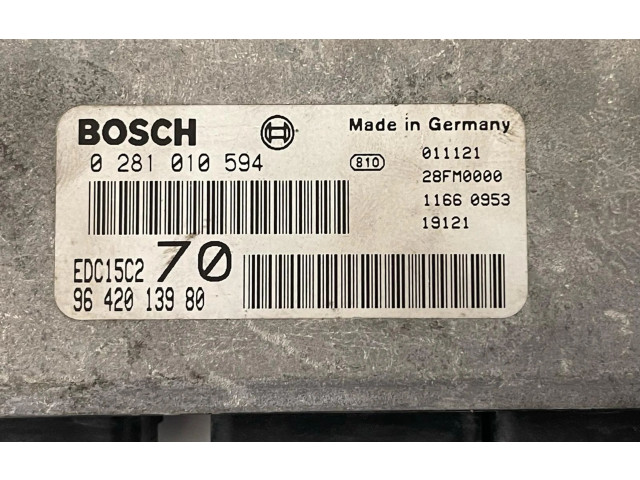 BOSCH
Made in Germany
0 281 010 594
810
011121
28FM0000
1166 0953
19121
EDC15C2 70
96 420 139 80